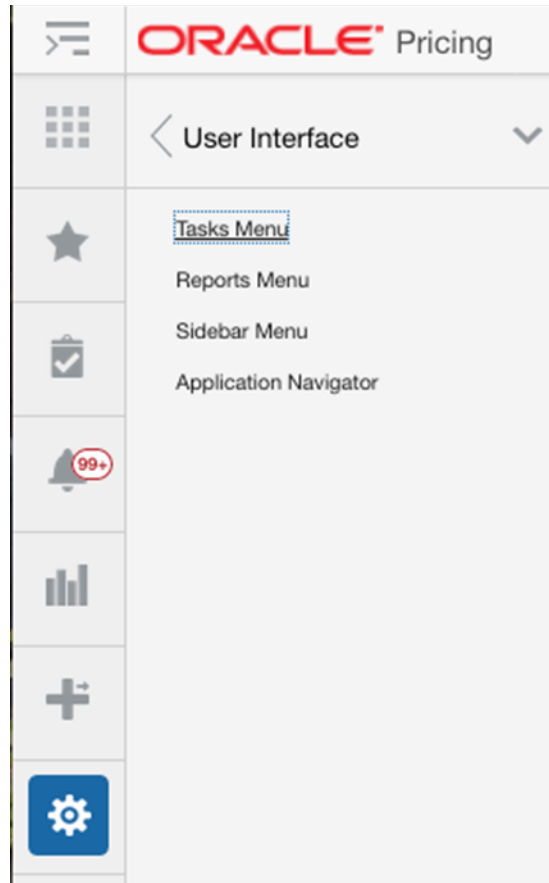 ORACLE Pricing
User Interface
Tasks Menu
Reports Menu
Sidebar Menu
Application Navigator
99+